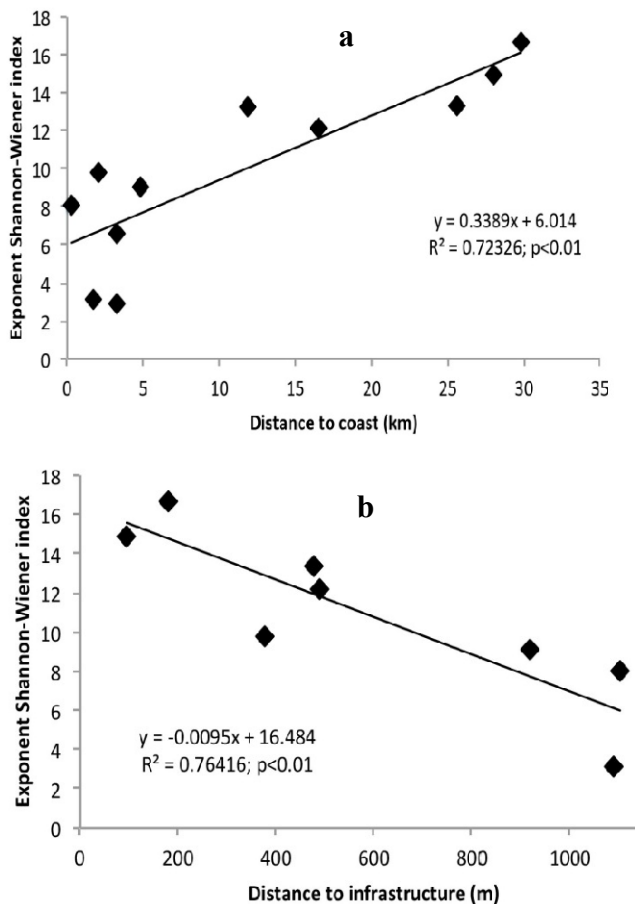 a
18
16
14
12
10
8
6
4
2
0
Exponent Shannon-Wiener index
y = 0.3389x + 6.014
R² = 0.72326; p<0.01
0 5 10 15 20 25 30 35
Distance to coast (km)
b
18
16
14
12
10
8
6
4
2
0
Exponent Shannon-Wiener index
y = -0.0095x + 16.484
R² = 0.76416; p<0.01
0 200 400 600 800 1000
Distance to infrastructure (m)